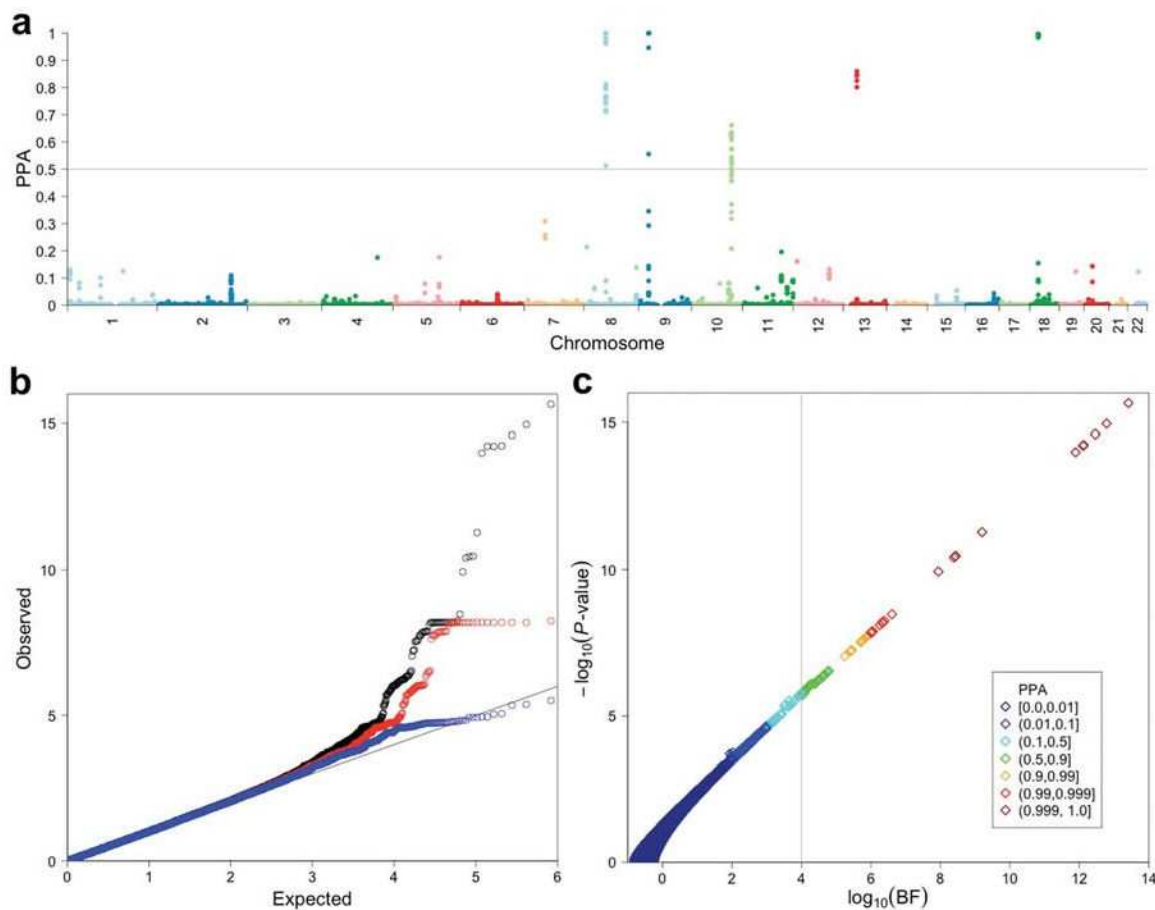 a
PPA
1
0.9
0.8
0.7
0.6
0.5
0.4
0.3
0.2
0.1
0
1 2 3 4 5 6 7 8 9 10 11 12 13 14 15 16 17 18 19 20 21 22
Chromosome
b
Observed
15
10
5
0
0 1 2 3 4 5 6
Expected
c
−log10(P-value)
15
10
5
0
PPA
[0.0,0.01]
(0.01,0.1]
(0.1,0.5]
(0.5,0.9]
(0.9,0.99]
(0.99,0.999]
(0.999, 1.0]
0 2 4 6 8 10 12 14
log10(BF)